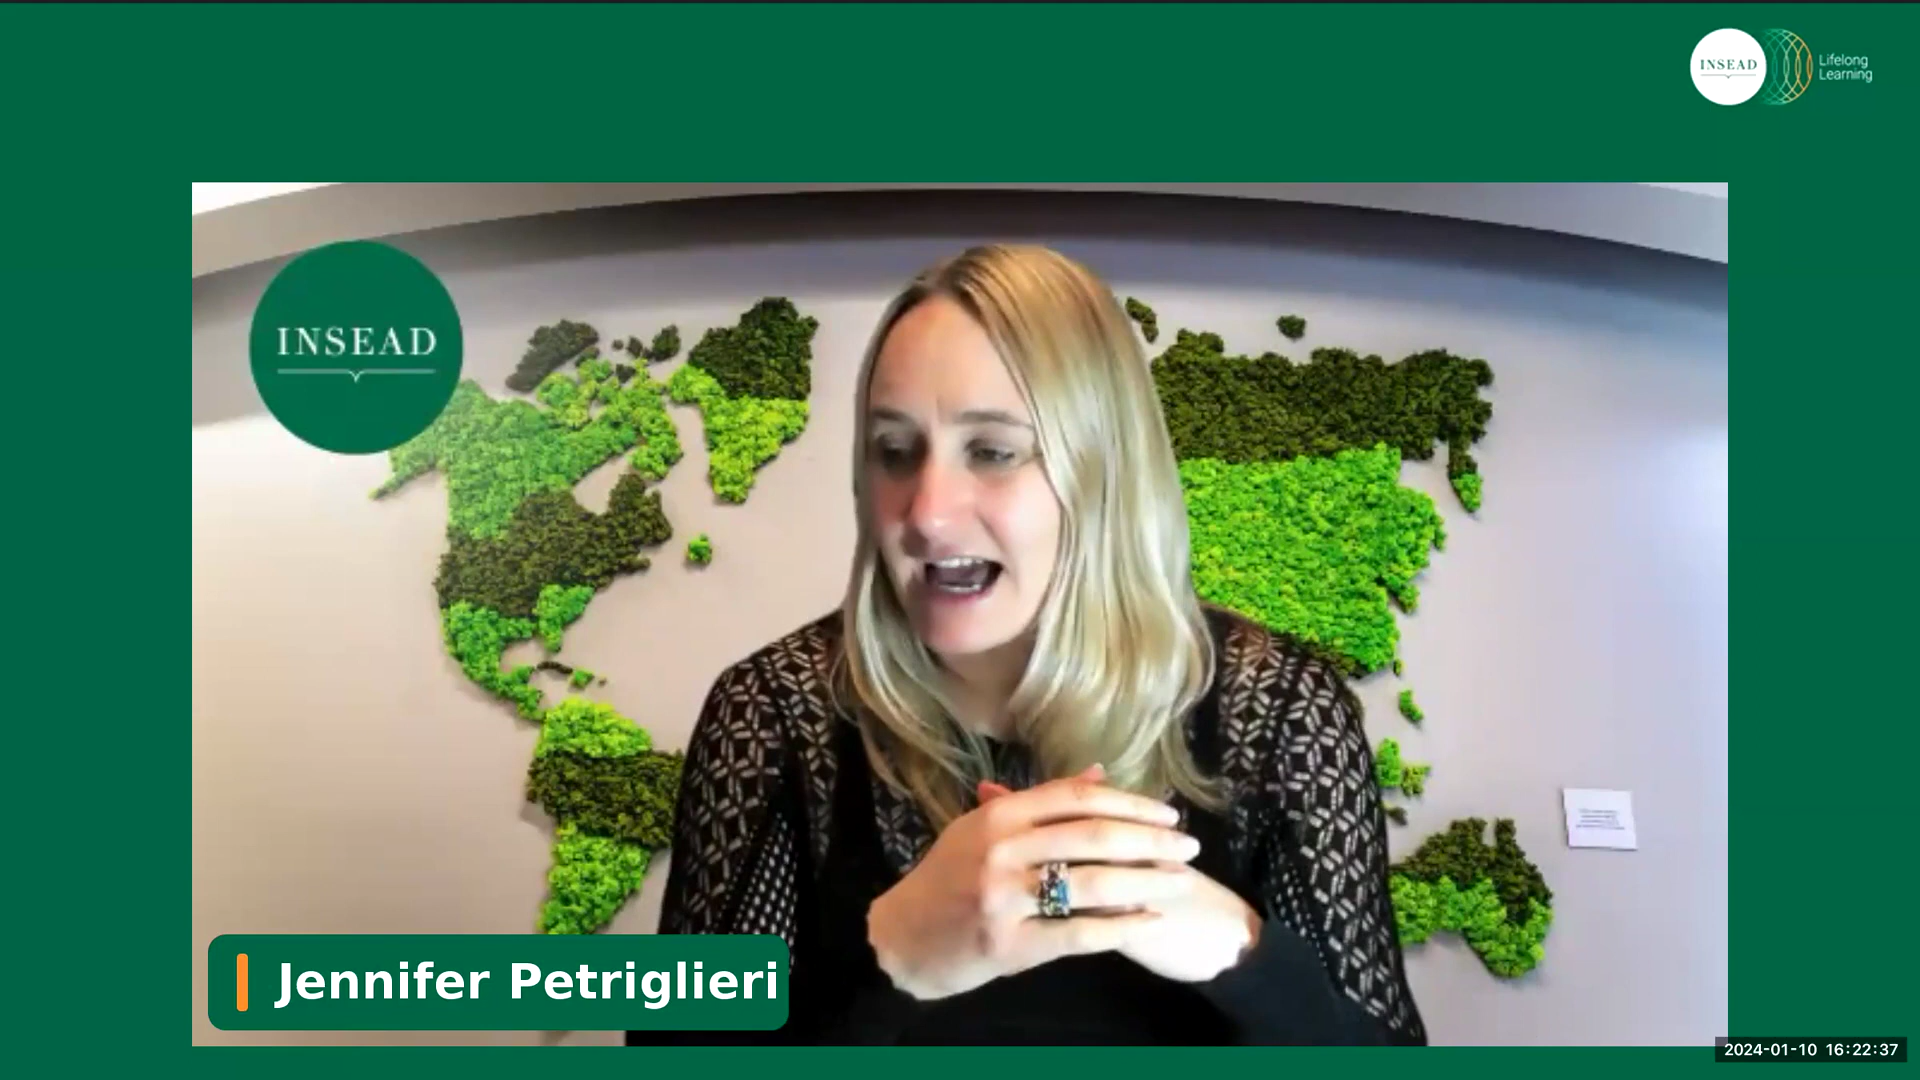 INSEAD
Lifelong
Learning
INSEAD
Jennifer Petriglieri
2024-01-10 16:22:37